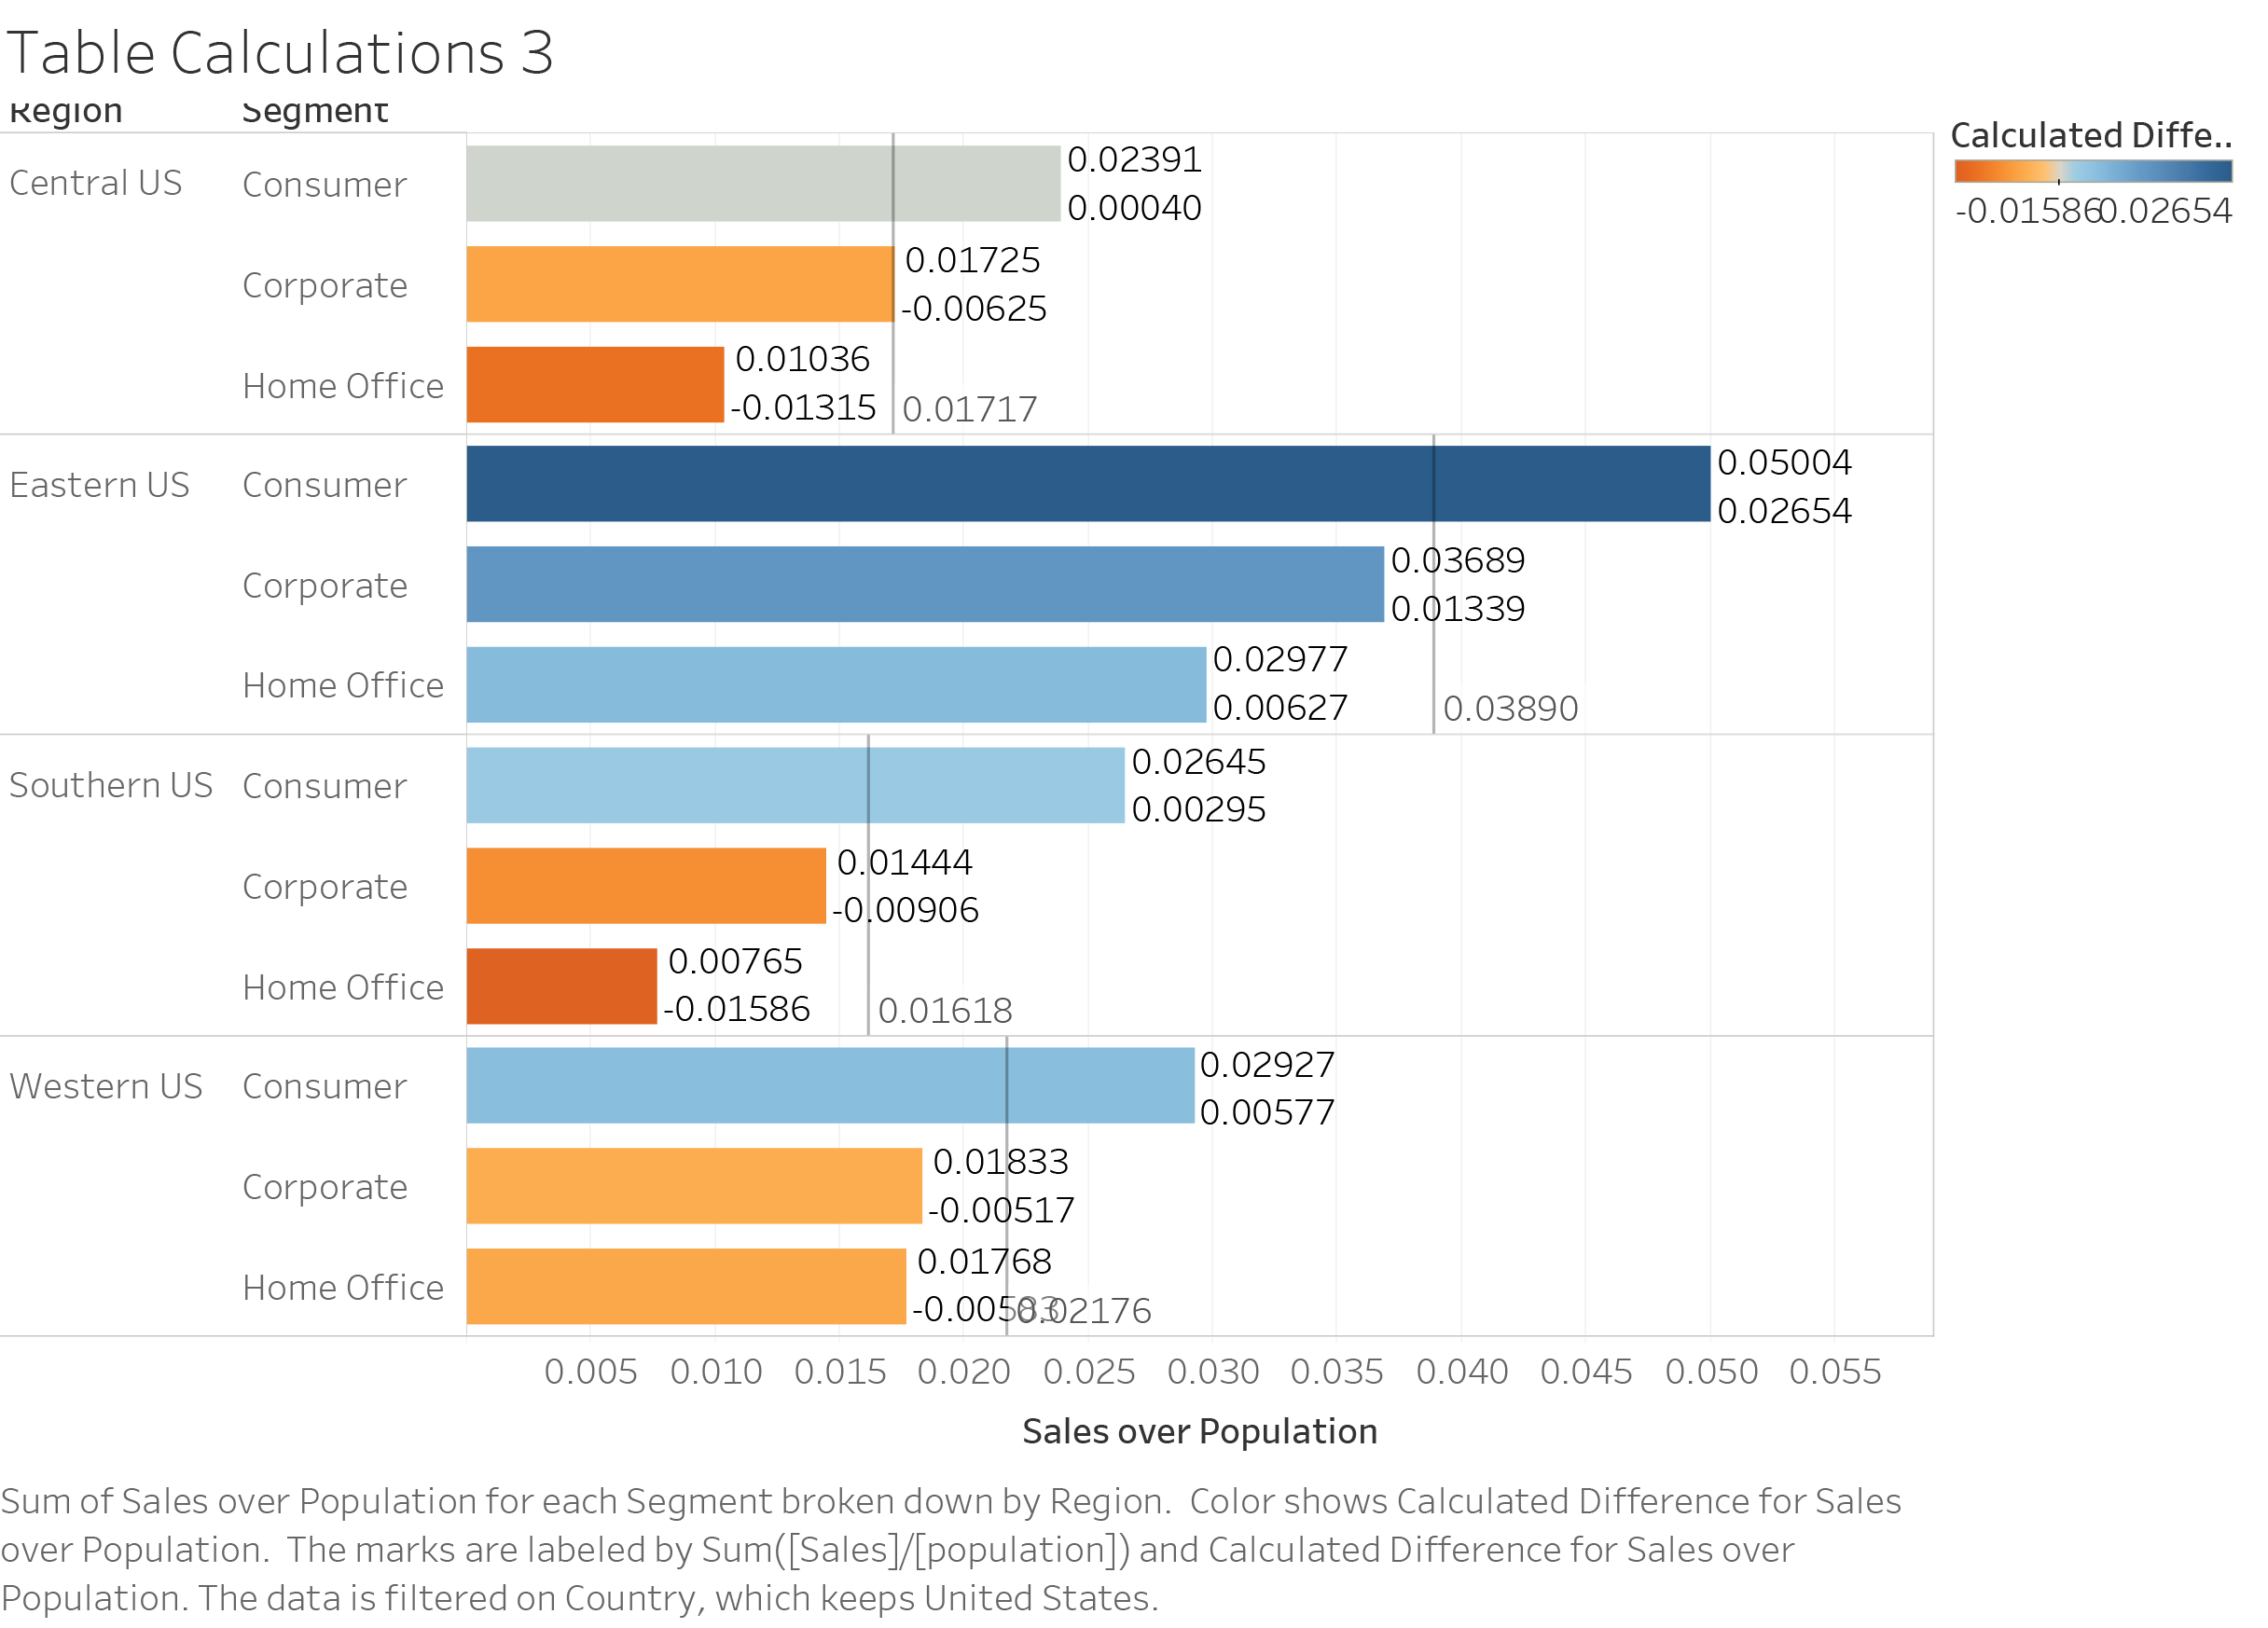 Table Calculations 3
Region Segment
Calculated Diffe..
-0.01586 0.02654
Central US Consumer 0.02391
0.00040
Corporate 0.01725
-0.00625
Home Office 0.01036
-0.01315 0.01717
Eastern US Consumer 0.05004
0.02654
Corporate 0.03689
0.01339
Home Office 0.02977
0.00627 0.03890
Southern US Consumer 0.02645
0.00295
Corporate 0.01444
-0.00906
Home Office 0.00765
-0.01586 0.01618
Western US Consumer 0.02927
0.00577
Corporate 0.01833
-0.00517
Home Office 0.01768
-0.00583 0.02176
0.005 0.010 0.015 0.020 0.025 0.030 0.035 0.040 0.045 0.050 0.055
Sales over Population
Sum of Sales over Population for each Segment broken down by Region. Color shows Calculated Difference for Sales
over Population. The marks are labeled by Sum([Sales]/[population]) and Calculated Difference for Sales over
Population. The data is filtered on Country, which keeps United States.